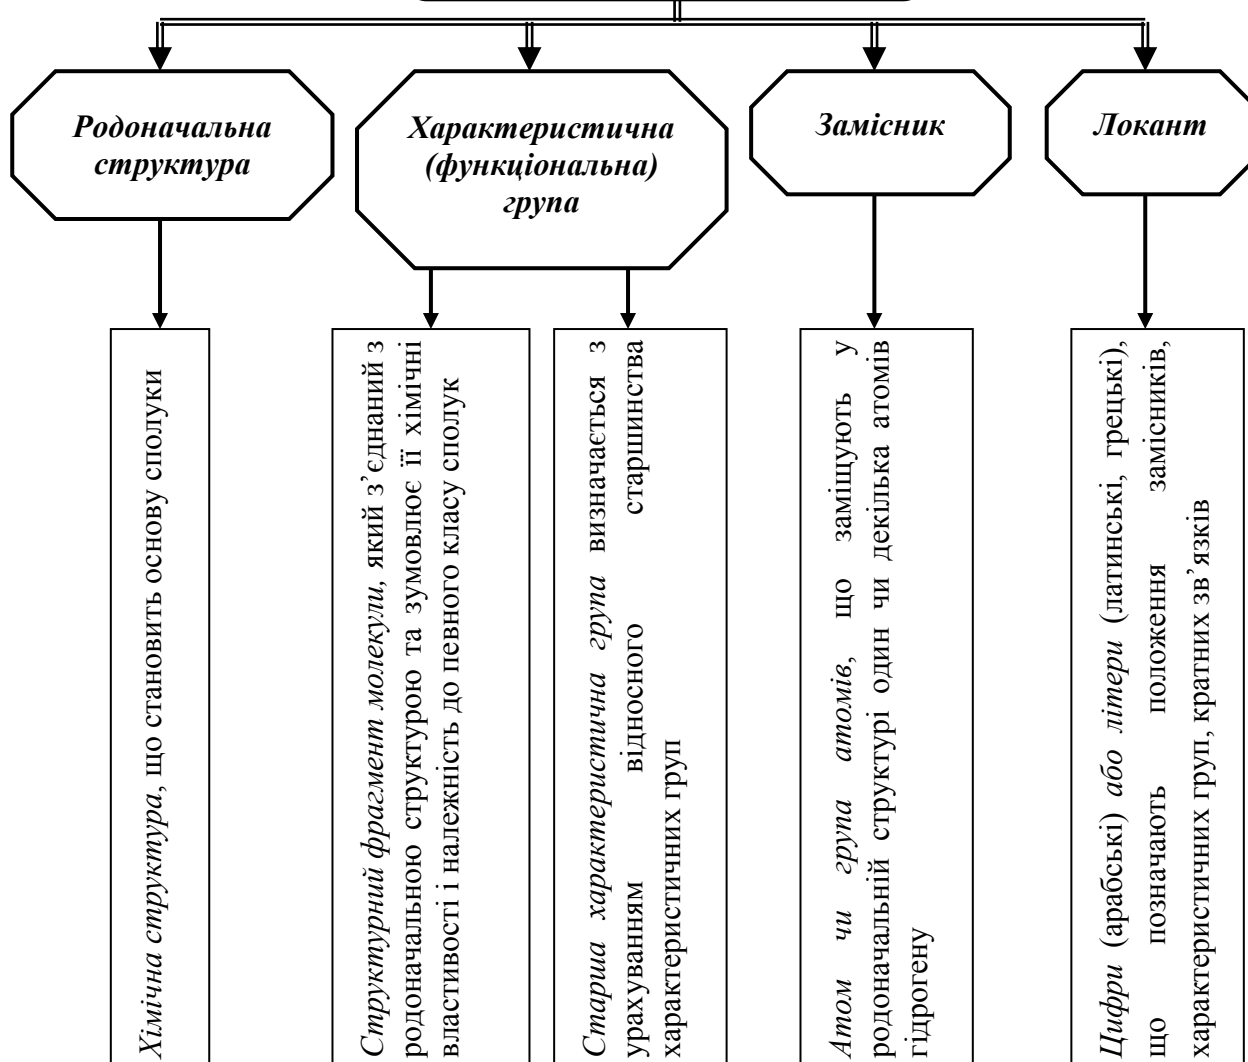 Родоначальна
структура
Характеристична
(функціональна)
група
Замісник
Локант
Хімічна структура, що становить основу сполуки
Структурний фрагмент молекули, який з’єднаний з
родоначальною структурою та зумовлює її хімічні
властивості і належність до певного класу сполук
Старша характеристична група визначається з
урахуванням відносного старшинства
характеристичних груп
Атом чи група атомів, що заміщують у
родоначальній структурі один чи декілька атомів
гідрогену
Цифри (арабські) або літери (латинські, грецькі),
що позначають положення замісників,
характеристичних груп, кратних зв’язків